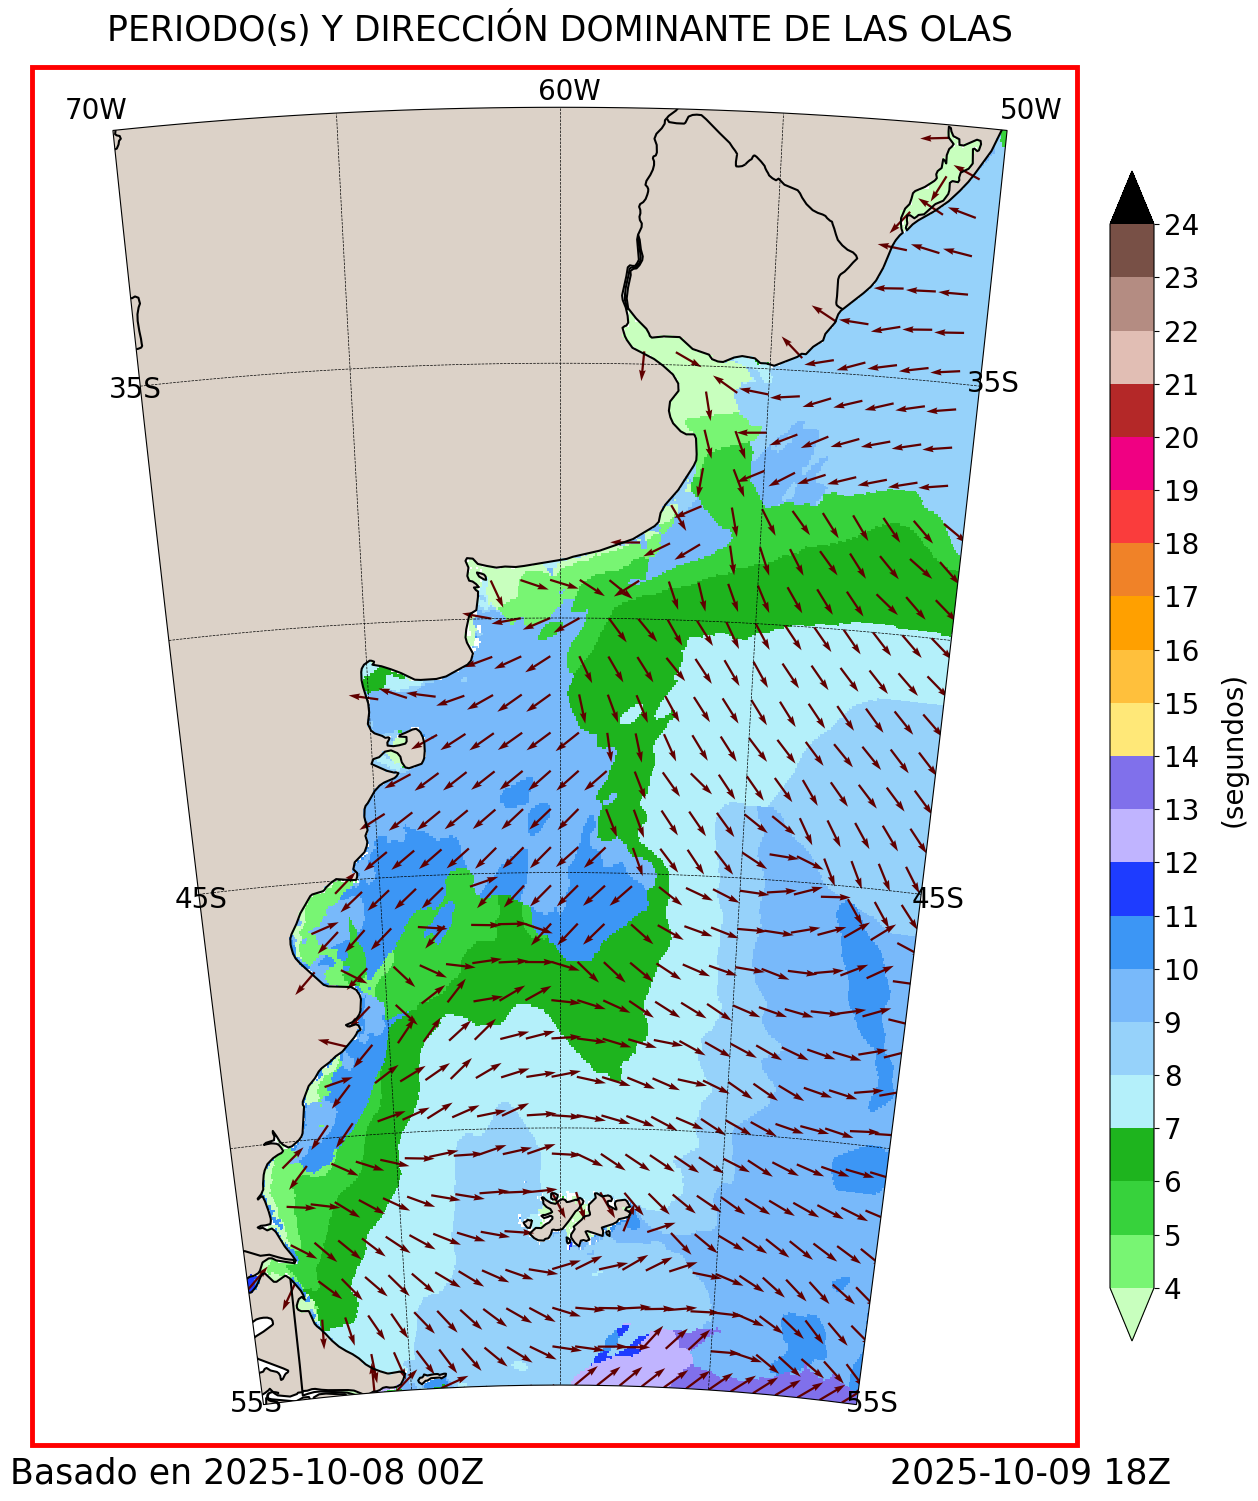 PERIODO(s) Y DIRECCIÓN DOMINANTE DE LAS OLAS
70W
60W
50W
35S
35S
45S
45S
55S
55S
24
23
22
21
20
19
18
17
16
15
14
13
12
11
10
9
8
7
6
5
4
(segundos)
Basado en 2025-10-08 00Z
2025-10-09 18Z